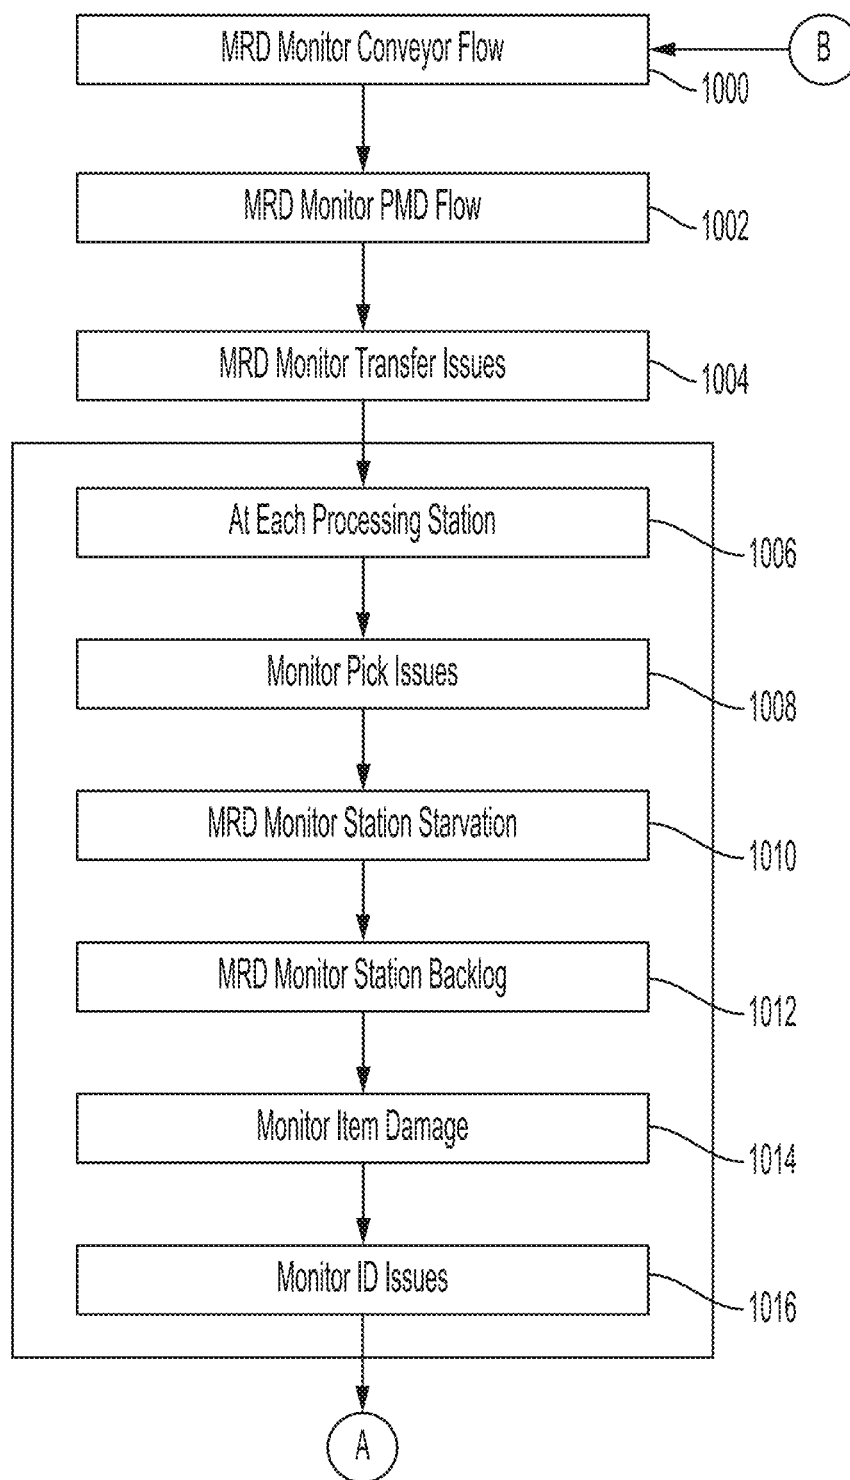 MRD Monitor Conveyor Flow
B
1000
MRD Monitor PMD Flow
1002
MRD Monitor Transfer Issues
1004
At Each Processing Station
1006
Monitor Pick Issues
1008
MRD Monitor Station Starvation
1010
MRD Monitor Station Backlog
1012
Monitor Item Damage
1014
Monitor ID Issues
1016
A